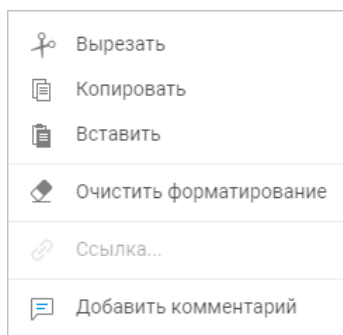 Вырезать
Копировать
Вставить
Очистить форматирование
Ссылка...
Добавить комментарий